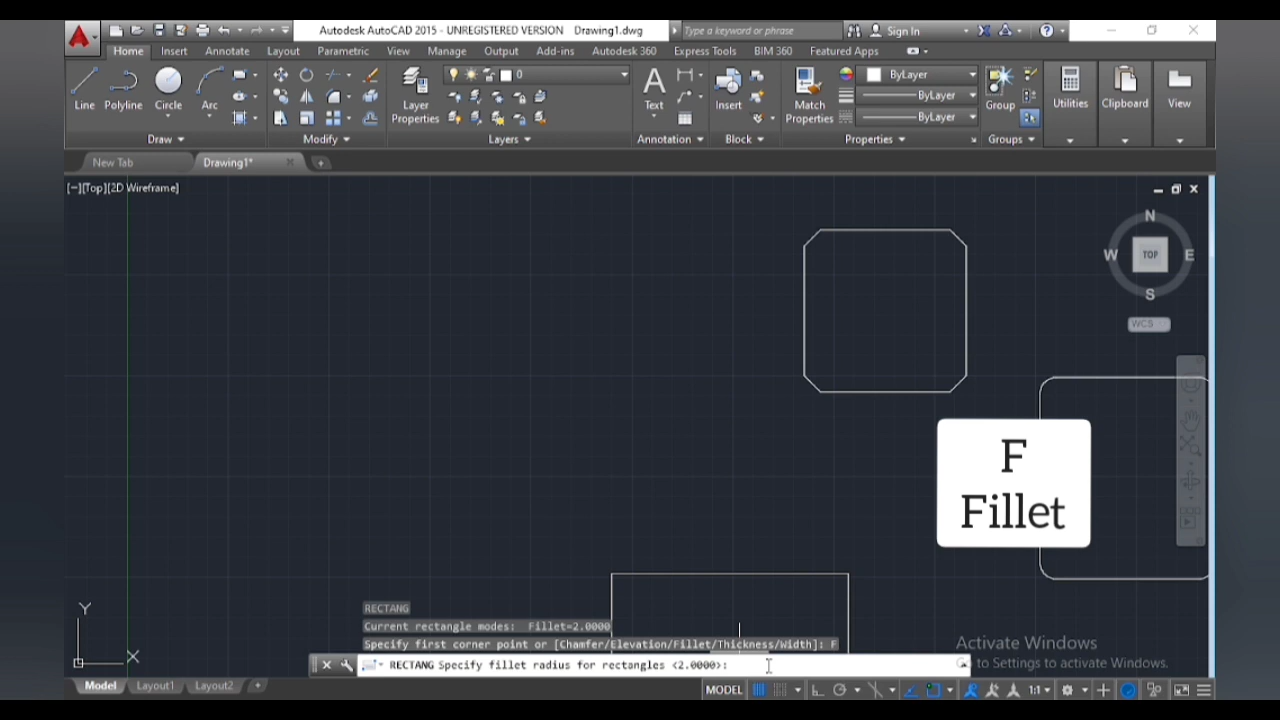 Autodesk AutoCAD 2015 - UNREGISTERED VERSION Drawing1.dwg
Type a keyword or phrase
Sign In
Home Insert Annotate Layout Parametric View Manage Output Add-ins Autodesk 360 Express Tools BIM 360 Featured Apps
0
ByLayer
ByLayer
ByLayer
Line Polyline Circle Arc
Layer Properties
Text
Insert
Match Properties
Group
Utilities
Clipboard
View
Draw Modify Layers Annotation Block Properties Groups
New Tab Drawing1*
[−][Top][2D Wireframe]
N
W TOP E
S
WCS
F
Fillet
Y
X
RECTANG
Current rectangle modes: Fillet=2.0000
Specify first corner point or [Chamfer/Elevation/Fillet/Thickness/Width]: F
RECTANG Specify fillet radius for rectangles <2.0000>:
Activate Windows
Go to Settings to activate Windows.
Model Layout1 Layout2
MODEL
1:1